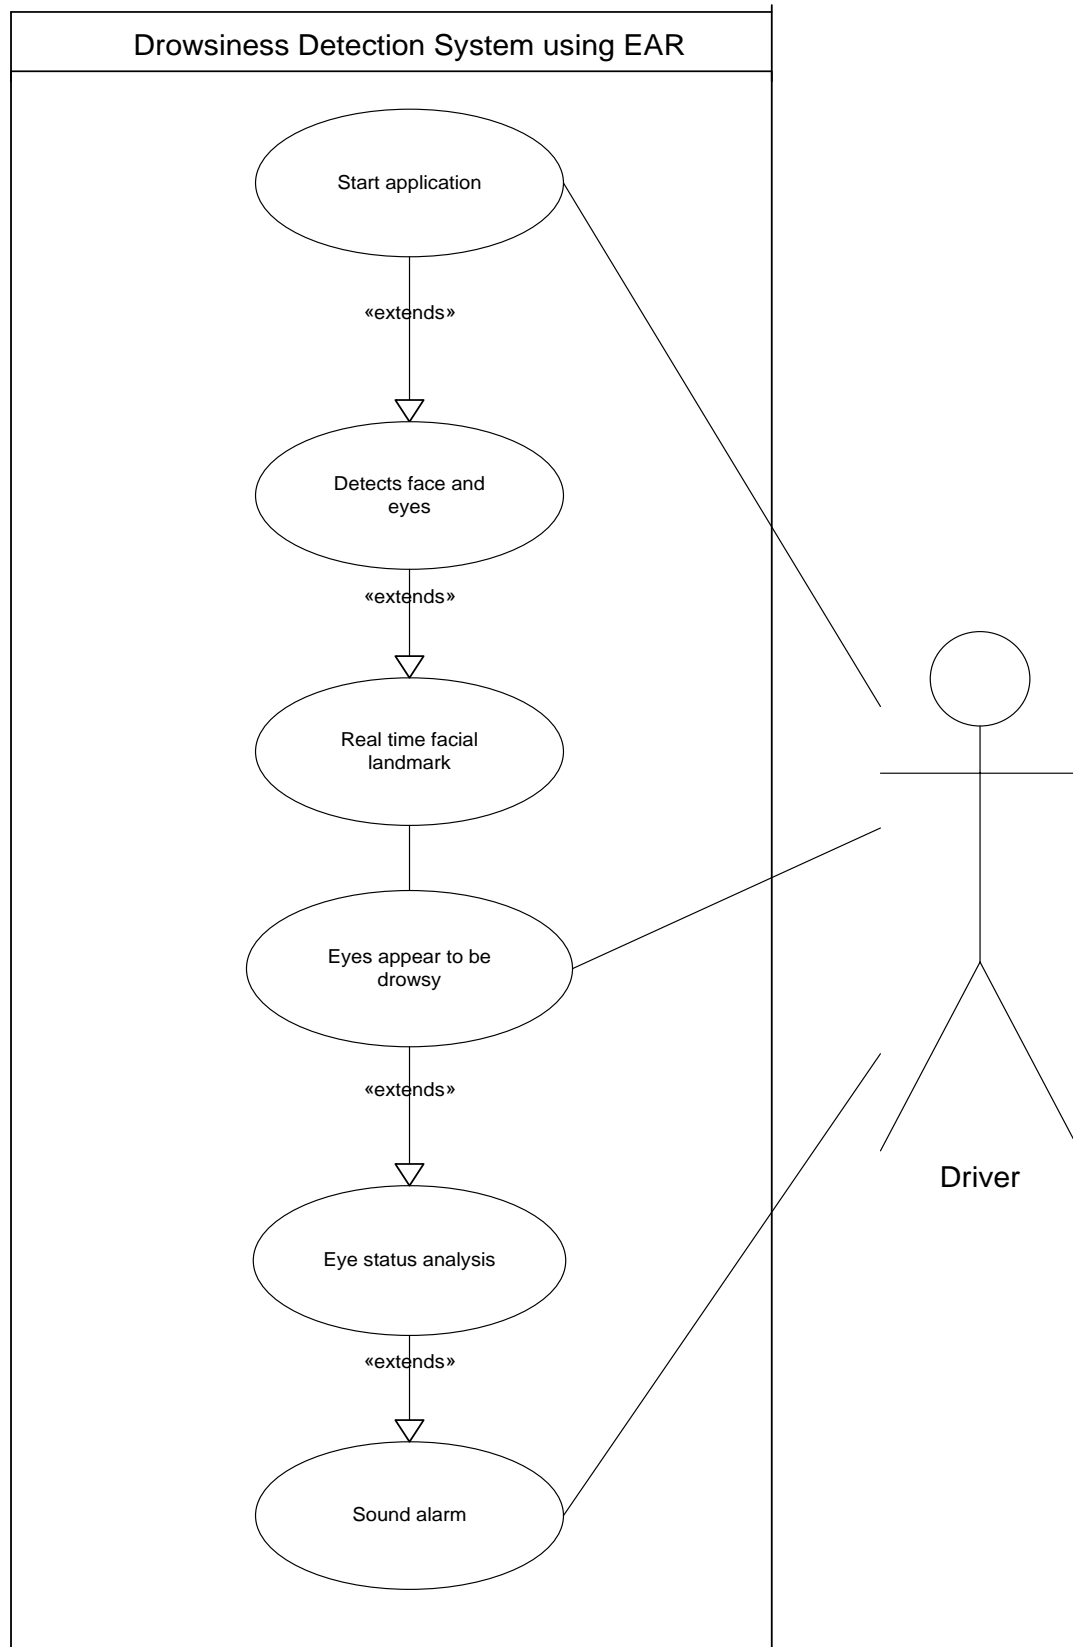 Drowsiness Detection System using EAR
Start application
«extends»
Detects face and
eyes
«extends»
Real time facial
landmark
Eyes appear to be
drowsy
«extends»
Driver
Eye status analysis
«extends»
Sound alarm